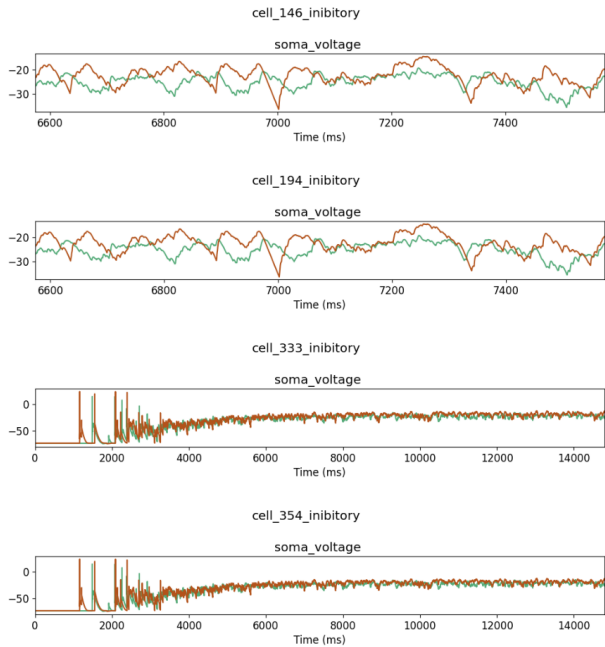 cell_146_inibitory
soma_voltage
−20
−30
6600 6800 7000 7200 7400
Time (ms)
cell_194_inibitory
soma_voltage
−20
−30
6600 6800 7000 7200 7400
Time (ms)
cell_333_inibitory
soma_voltage
0
−50
0 2000 4000 6000 8000 10000 12000 14000
Time (ms)
cell_354_inibitory
soma_voltage
0
−50
0 2000 4000 6000 8000 10000 12000 14000
Time (ms)